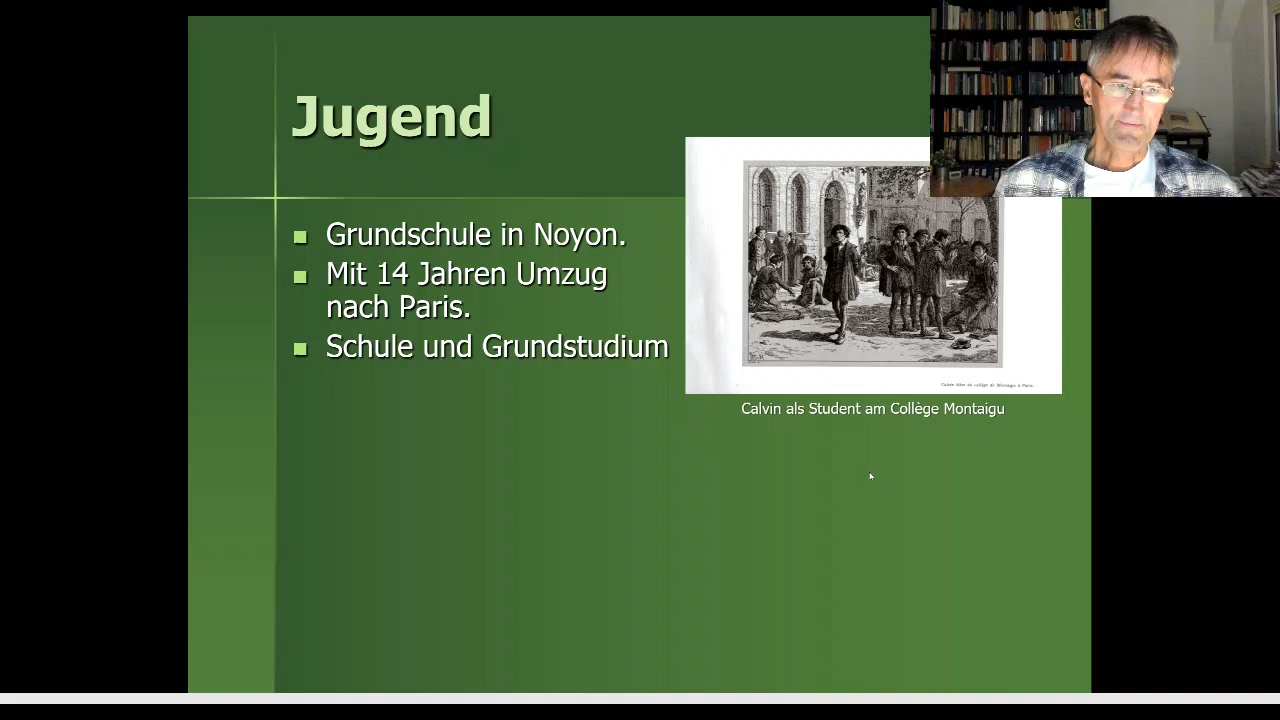 Jugend
Grundschule in Noyon.
Mit 14 Jahren Umzug
nach Paris.
Schule und Grundstudium
Calvin als Student am Collège Montaigu